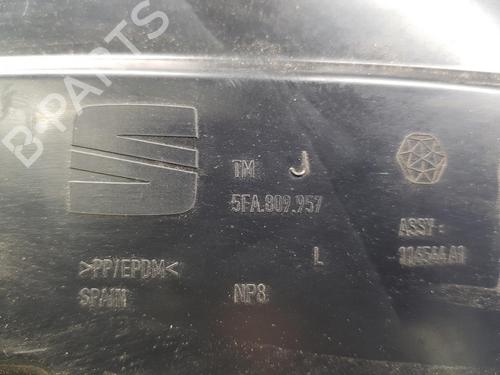 B-PARTS
TM J
5FA.809.957
ASSY:
L
>PP/EPDM<
SPAIN
NP8